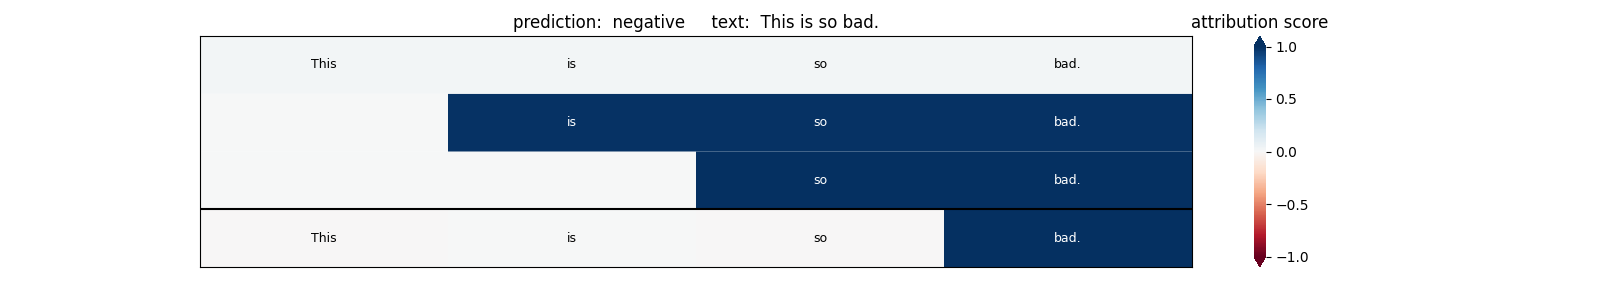 prediction:  negative     text:  This is so bad.
attribution score
This is so bad.
is so bad.
so bad.
This is so bad.
1.0
0.5
0.0
−0.5
−1.0